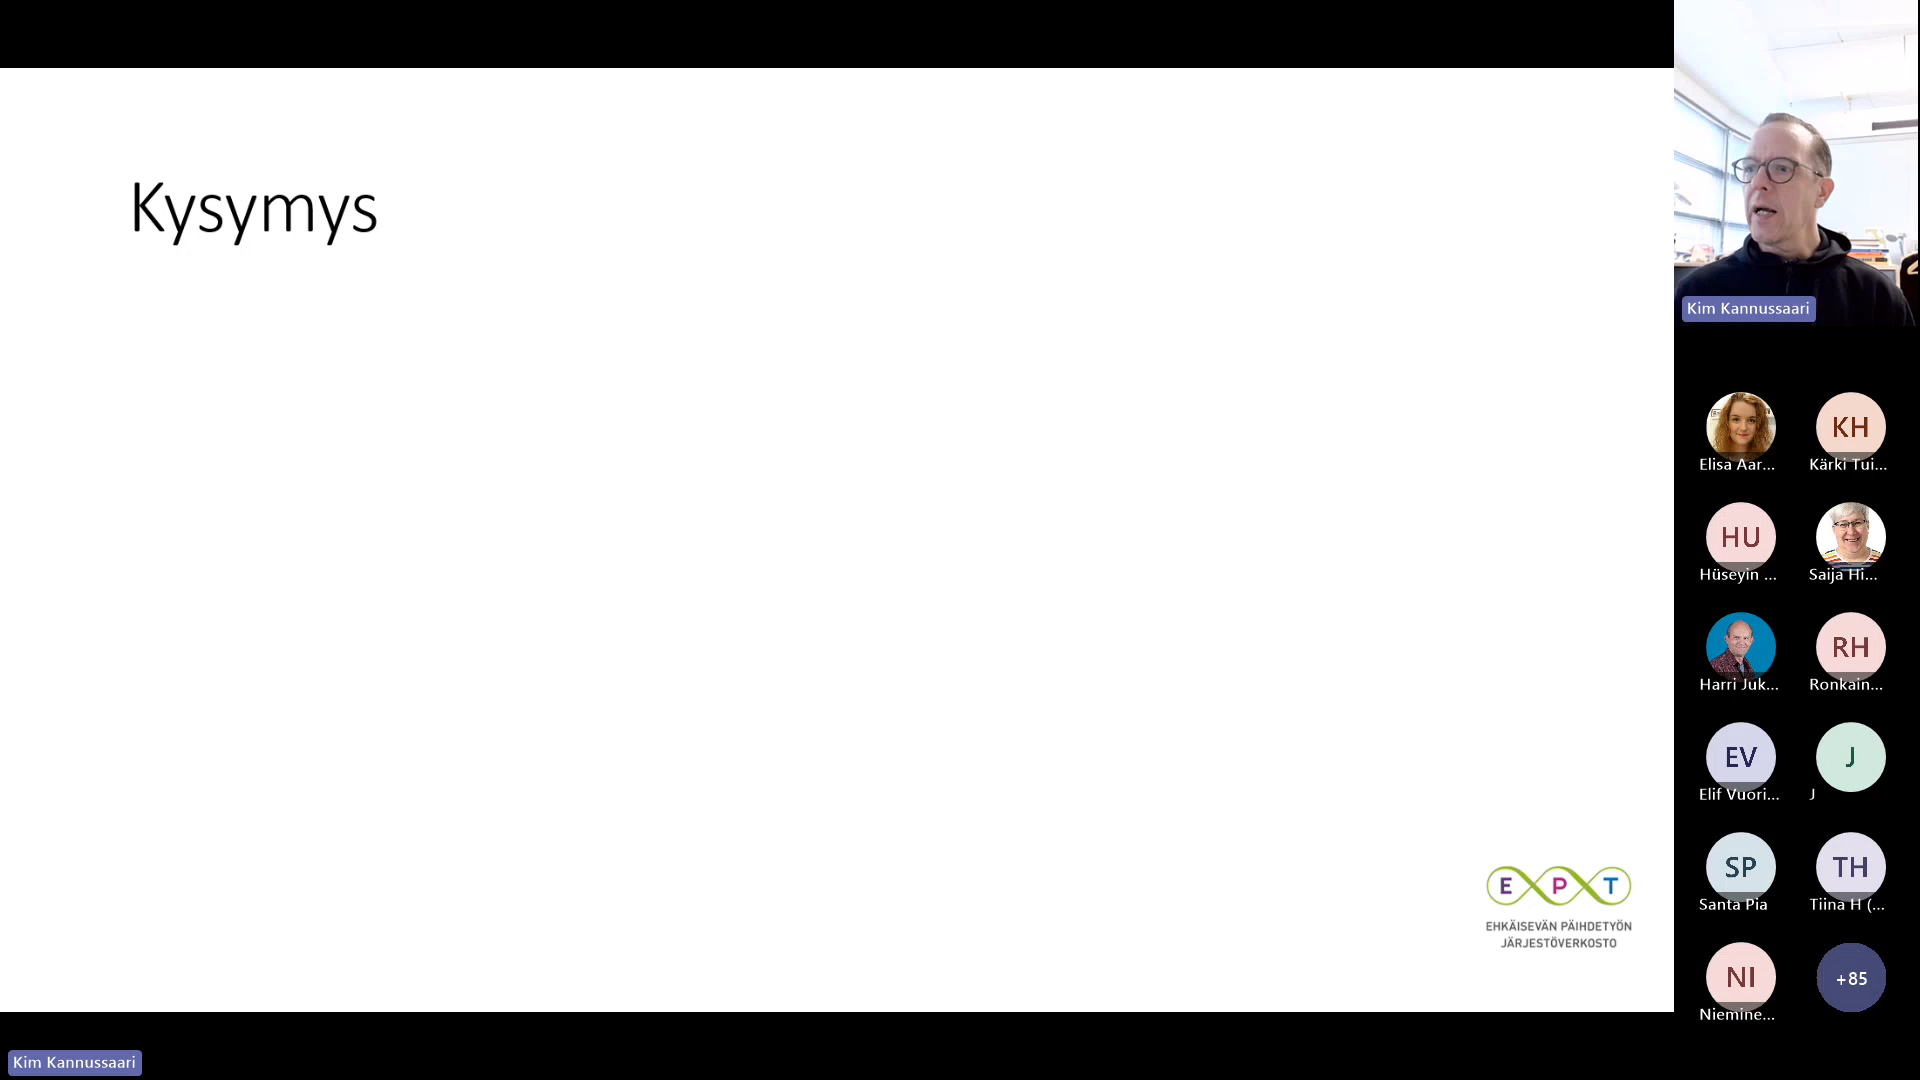 Kysymys
E P T
EHKÄISEVÄN PÄIHDETYÖN
JÄRJESTÖVERKOSTO
Kim Kannussaari
Kim Kannussaari
Elisa Aar...
KH
Kärki Tui...
HU
Hüseyin ...
Saija Hi...
Harri Juk...
RH
Ronkain...
EV
Elif Vuori...
J
J
SP
Santa Pia
TH
Tiina H (...
NI
Niemine...
+85